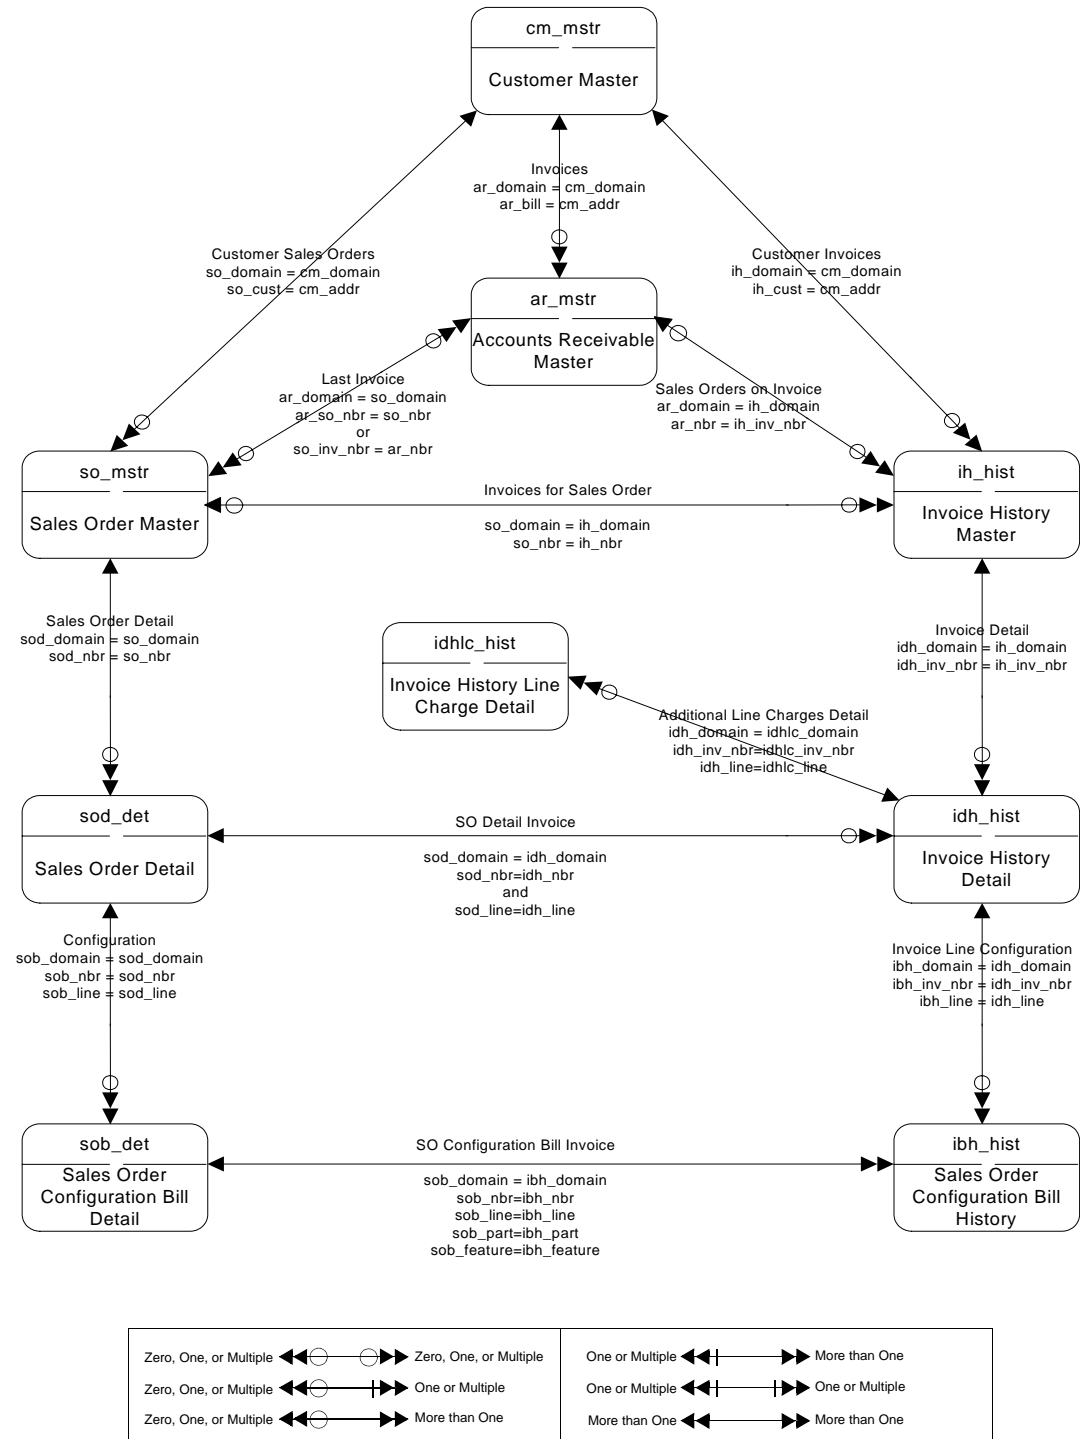 cm_mstr
Customer Master
Invoices
ar_domain = cm_domain
ar_bill = cm_addr
Customer Sales Orders
so_domain = cm_domain
so_cust = cm_addr
Customer Invoices
ih_domain = cm_domain
ih_cust = cm_addr
ar_mstr
Accounts Receivable
Master
Last Invoice
ar_domain = so_domain
ar_so_nbr = so_nbr
or
so_inv_nbr = ar_nbr
Sales Orders on Invoice
ar_domain = ih_domain
ar_nbr = ih_inv_nbr
so_mstr
Sales Order Master
Invoices for Sales Order
so_domain = ih_domain
so_nbr = ih_nbr
ih_hist
Invoice History
Master
Sales Order Detail
sod_domain = so_domain
sod_nbr = so_nbr
idhlc_hist
Invoice History Line
Charge Detail
Invoice Detail
idh_domain = ih_domain
idh_inv_nbr = ih_inv_nbr
Additional Line Charges Detail
idh_domain = idhlc_domain
idh_inv_nbr=idhlc_inv_nbr
idh_line=idhlc_line
sod_det
Sales Order Detail
SO Detail Invoice
sod_domain = idh_domain
sod_nbr=idh_nbr
and
sod_line=idh_line
idh_hist
Invoice History
Detail
Configuration
sob_domain = sod_domain
sob_nbr = sod_nbr
sob_line = sod_line
Invoice Line Configuration
ibh_domain = idh_domain
ibh_inv_nbr = idh_inv_nbr
ibh_line = idh_line
sob_det
Sales Order
Configuration Bill
Detail
SO Configuration Bill Invoice
sob_domain = ibh_domain
sob_nbr=ibh_nbr
sob_line=ibh_line
sob_part=ibh_part
sob_feature=ibh_feature
ibh_hist
Sales Order
Configuration Bill
History
Zero, One, or Multiple Zero, One, or Multiple
Zero, One, or Multiple One or Multiple
Zero, One, or Multiple More than One
One or Multiple More than One
One or Multiple One or Multiple
More than One More than One